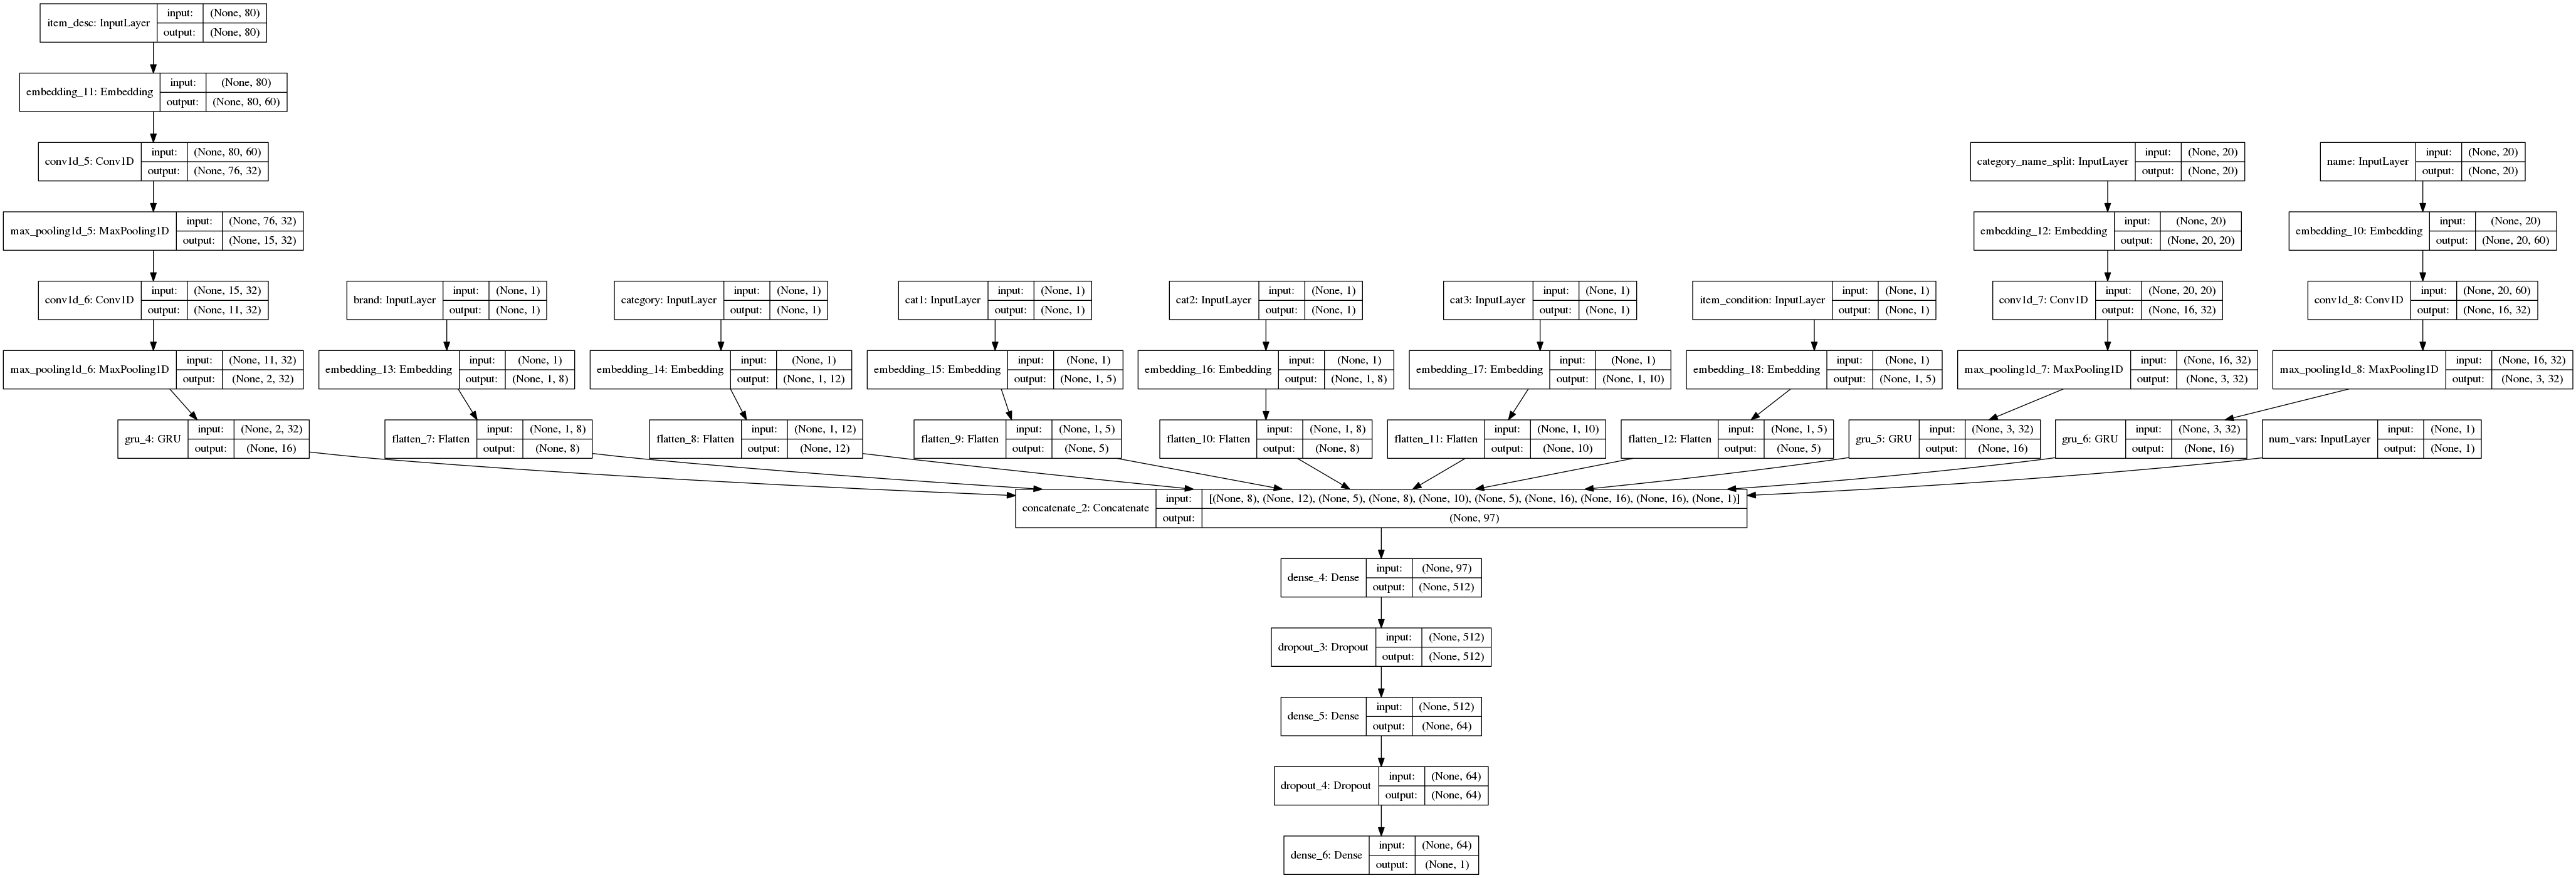 item_desc: InputLayer
input: (None, 80)
output: (None, 80)
embedding_11: Embedding
input: (None, 80)
output: (None, 80, 60)
conv1d_5: Conv1D
input: (None, 80, 60)
output: (None, 76, 32)
category_name_split: InputLayer
input: (None, 20)
output: (None, 20)
name: InputLayer
input: (None, 20)
output: (None, 20)
max_pooling1d_5: MaxPooling1D
input: (None, 76, 32)
output: (None, 15, 32)
embedding_12: Embedding
input: (None, 20)
output: (None, 20, 20)
embedding_10: Embedding
input: (None, 20)
output: (None, 20, 60)
conv1d_6: Conv1D
input: (None, 15, 32)
output: (None, 11, 32)
brand: InputLayer
input: (None, 1)
output: (None, 1)
category: InputLayer
input: (None, 1)
output: (None, 1)
cat1: InputLayer
input: (None, 1)
output: (None, 1)
cat2: InputLayer
input: (None, 1)
output: (None, 1)
cat3: InputLayer
input: (None, 1)
output: (None, 1)
item_condition: InputLayer
input: (None, 1)
output: (None, 1)
conv1d_7: Conv1D
input: (None, 20, 20)
output: (None, 16, 32)
conv1d_8: Conv1D
input: (None, 20, 60)
output: (None, 16, 32)
max_pooling1d_6: MaxPooling1D
input: (None, 11, 32)
output: (None, 2, 32)
embedding_13: Embedding
input: (None, 1)
output: (None, 1, 8)
embedding_14: Embedding
input: (None, 1)
output: (None, 1, 12)
embedding_15: Embedding
input: (None, 1)
output: (None, 1, 5)
embedding_16: Embedding
input: (None, 1)
output: (None, 1, 8)
embedding_17: Embedding
input: (None, 1)
output: (None, 1, 10)
embedding_18: Embedding
input: (None, 1)
output: (None, 1, 5)
max_pooling1d_7: MaxPooling1D
input: (None, 16, 32)
output: (None, 3, 32)
max_pooling1d_8: MaxPooling1D
input: (None, 16, 32)
output: (None, 3, 32)
gru_4: GRU
input: (None, 2, 32)
output: (None, 16)
flatten_7: Flatten
input: (None, 1, 8)
output: (None, 8)
flatten_8: Flatten
input: (None, 1, 12)
output: (None, 12)
flatten_9: Flatten
input: (None, 1, 5)
output: (None, 5)
flatten_10: Flatten
input: (None, 1, 8)
output: (None, 8)
flatten_11: Flatten
input: (None, 1, 10)
output: (None, 10)
flatten_12: Flatten
input: (None, 1, 5)
output: (None, 5)
gru_5: GRU
input: (None, 3, 32)
output: (None, 16)
gru_6: GRU
input: (None, 3, 32)
output: (None, 16)
num_vars: InputLayer
input: (None, 1)
output: (None, 1)
concatenate_2: Concatenate
input: [(None, 8), (None, 12), (None, 5), (None, 8), (None, 10), (None, 5), (None, 16), (None, 16), (None, 16), (None, 1)]
output: (None, 97)
dense_4: Dense
input: (None, 97)
output: (None, 512)
dropout_3: Dropout
input: (None, 512)
output: (None, 512)
dense_5: Dense
input: (None, 512)
output: (None, 64)
dropout_4: Dropout
input: (None, 64)
output: (None, 64)
dense_6: Dense
input: (None, 64)
output: (None, 1)